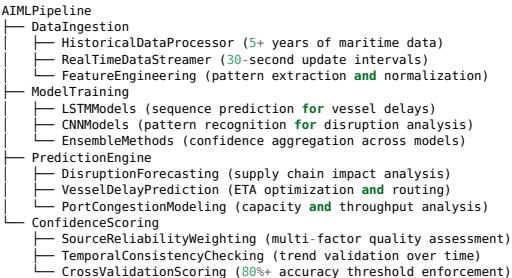 AIMLPipeline
├── DataIngestion
│   ├── HistoricalDataProcessor (5+ years of maritime data)
│   ├── RealTimeDataStreamer (30-second update intervals)
│   └── FeatureEngineering (pattern extraction and normalization)
├── ModelTraining
│   ├── LSTMModels (sequence prediction for vessel delays)
│   ├── CNNModels (pattern recognition for disruption analysis)
│   └── EnsembleMethods (confidence aggregation across models)
├── PredictionEngine
│   ├── DisruptionForecasting (supply chain impact analysis)
│   ├── VesselDelayPrediction (ETA optimization and routing)
│   └── PortCongestionModeling (capacity and throughput analysis)
└── ConfidenceScoring
    ├── SourceReliabilityWeighting (multi-factor quality assessment)
    ├── TemporalConsistencyChecking (trend validation over time)
    └── CrossValidationScoring (80%+ accuracy threshold enforcement)